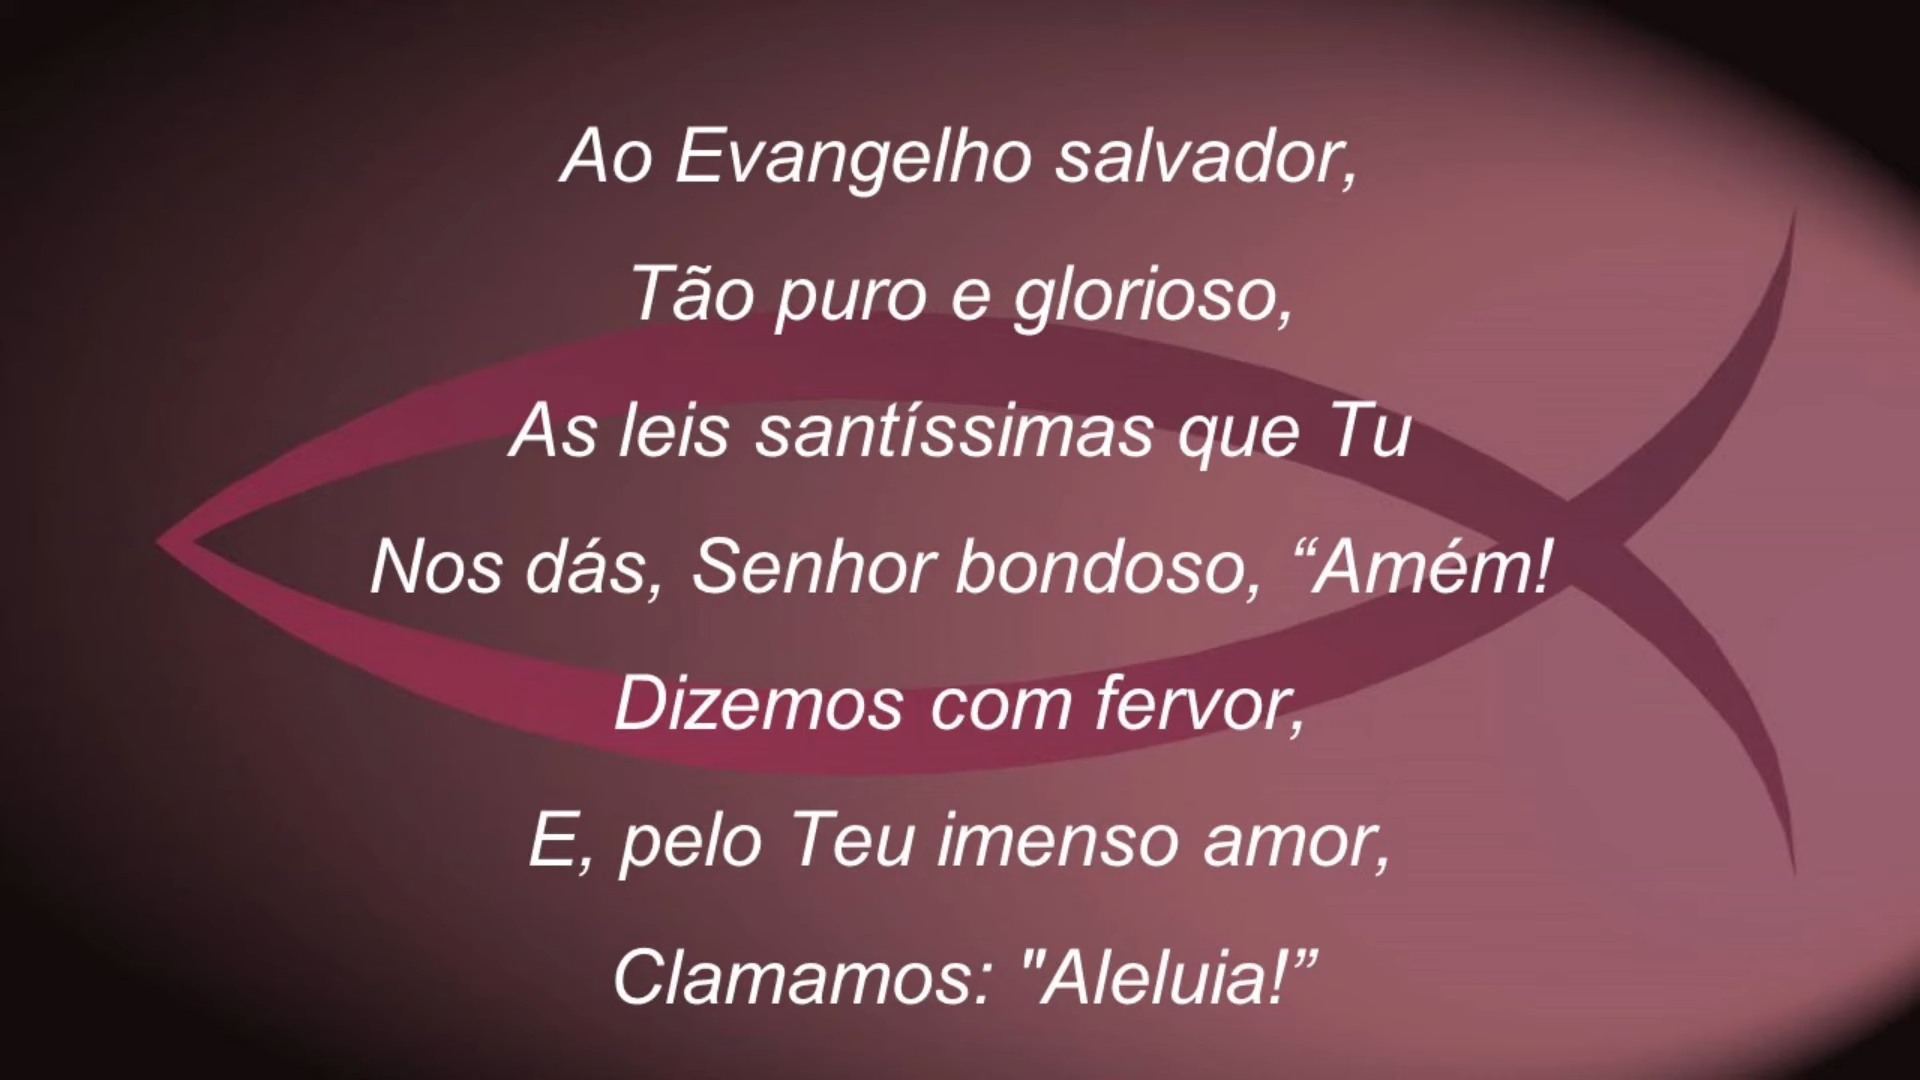 Ao Evangelho salvador,
Tão puro e glorioso,
As leis santíssimas que Tu
Nos dás, Senhor bondoso, “Amém!
Dizemos com fervor,
E, pelo Teu imenso amor,
Clamamos: "Aleluia!”